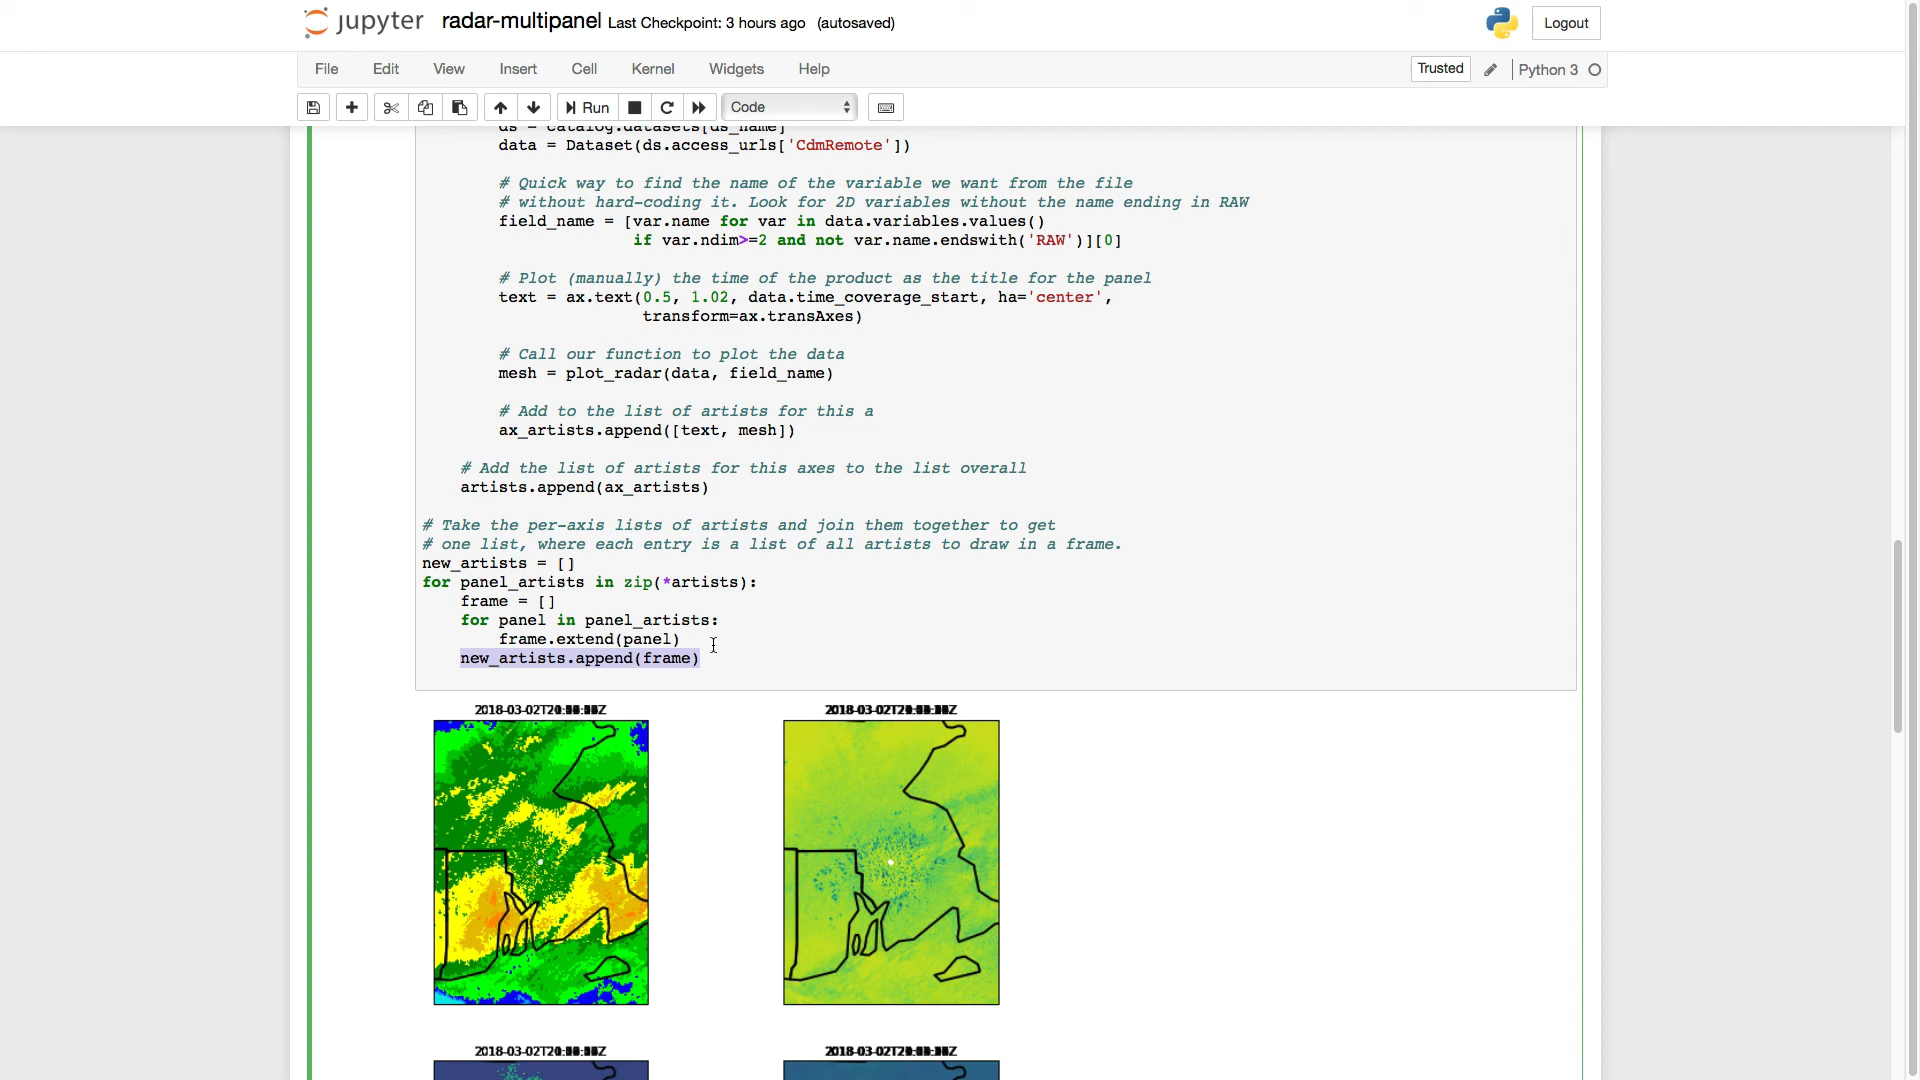 jupyter radar-multipanel Last Checkpoint: 3 hours ago (autosaved)
Logout
File Edit View Insert Cell Kernel Widgets Help
Trusted Python 3
Run Code
ds = catalog.datasets[ds_name]
data = Dataset(ds.access_urls['CdmRemote'])
# Quick way to find the name of the variable we want from the file
# without hard-coding it. Look for 2D variables without the name ending in RAW
field_name = [var.name for var in data.variables.values()
if var.ndim>=2 and not var.name.endswith('RAW')][0]
# Plot (manually) the time of the product as the title for the panel
text = ax.text(0.5, 1.02, data.time_coverage_start, ha='center',
transform=ax.transAxes)
# Call our function to plot the data
mesh = plot_radar(data, field_name)
# Add to the list of artists for this a
ax_artists.append([text, mesh])
# Add the list of artists for this axes to the list overall
artists.append(ax_artists)
# Take the per-axis lists of artists and join them together to get
# one list, where each entry is a list of all artists to draw in a frame.
new_artists = []
for panel_artists in zip(*artists):
frame = []
for panel in panel_artists:
frame.extend(panel)
new_artists.append(frame)